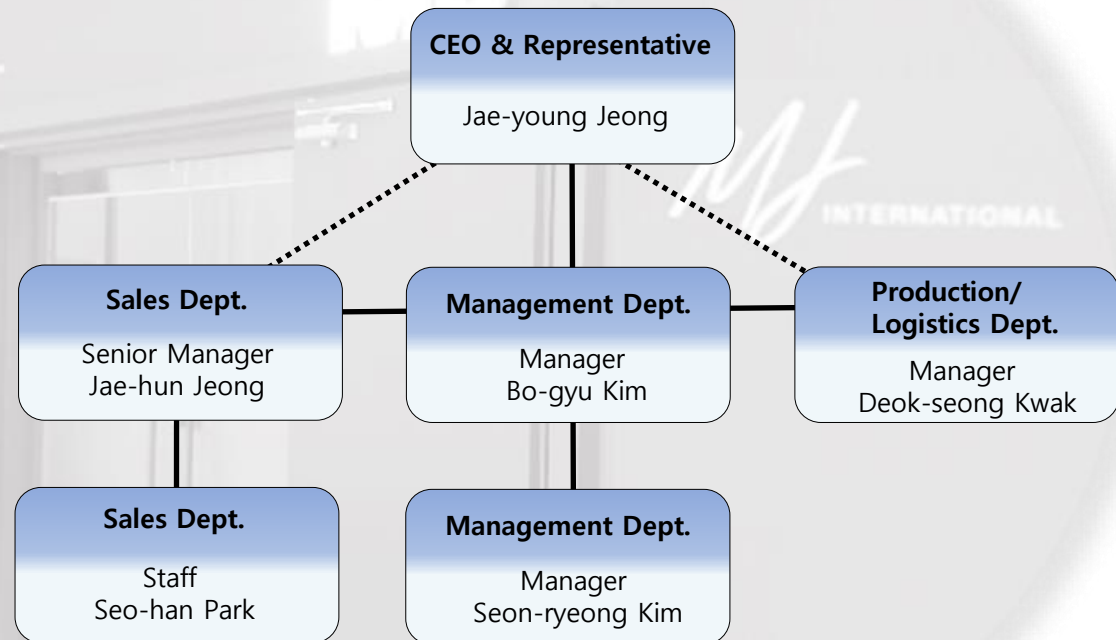 CEO & Representative
Jae-young Jeong
INTERNATIONAL
Sales Dept.
Senior Manager
Jae-hun Jeong
Management Dept.
Manager
Bo-gyu Kim
Production/
Logistics Dept.
Manager
Deok-seong Kwak
Sales Dept.
Staff
Seo-han Park
Management Dept.
Manager
Seon-ryeong Kim